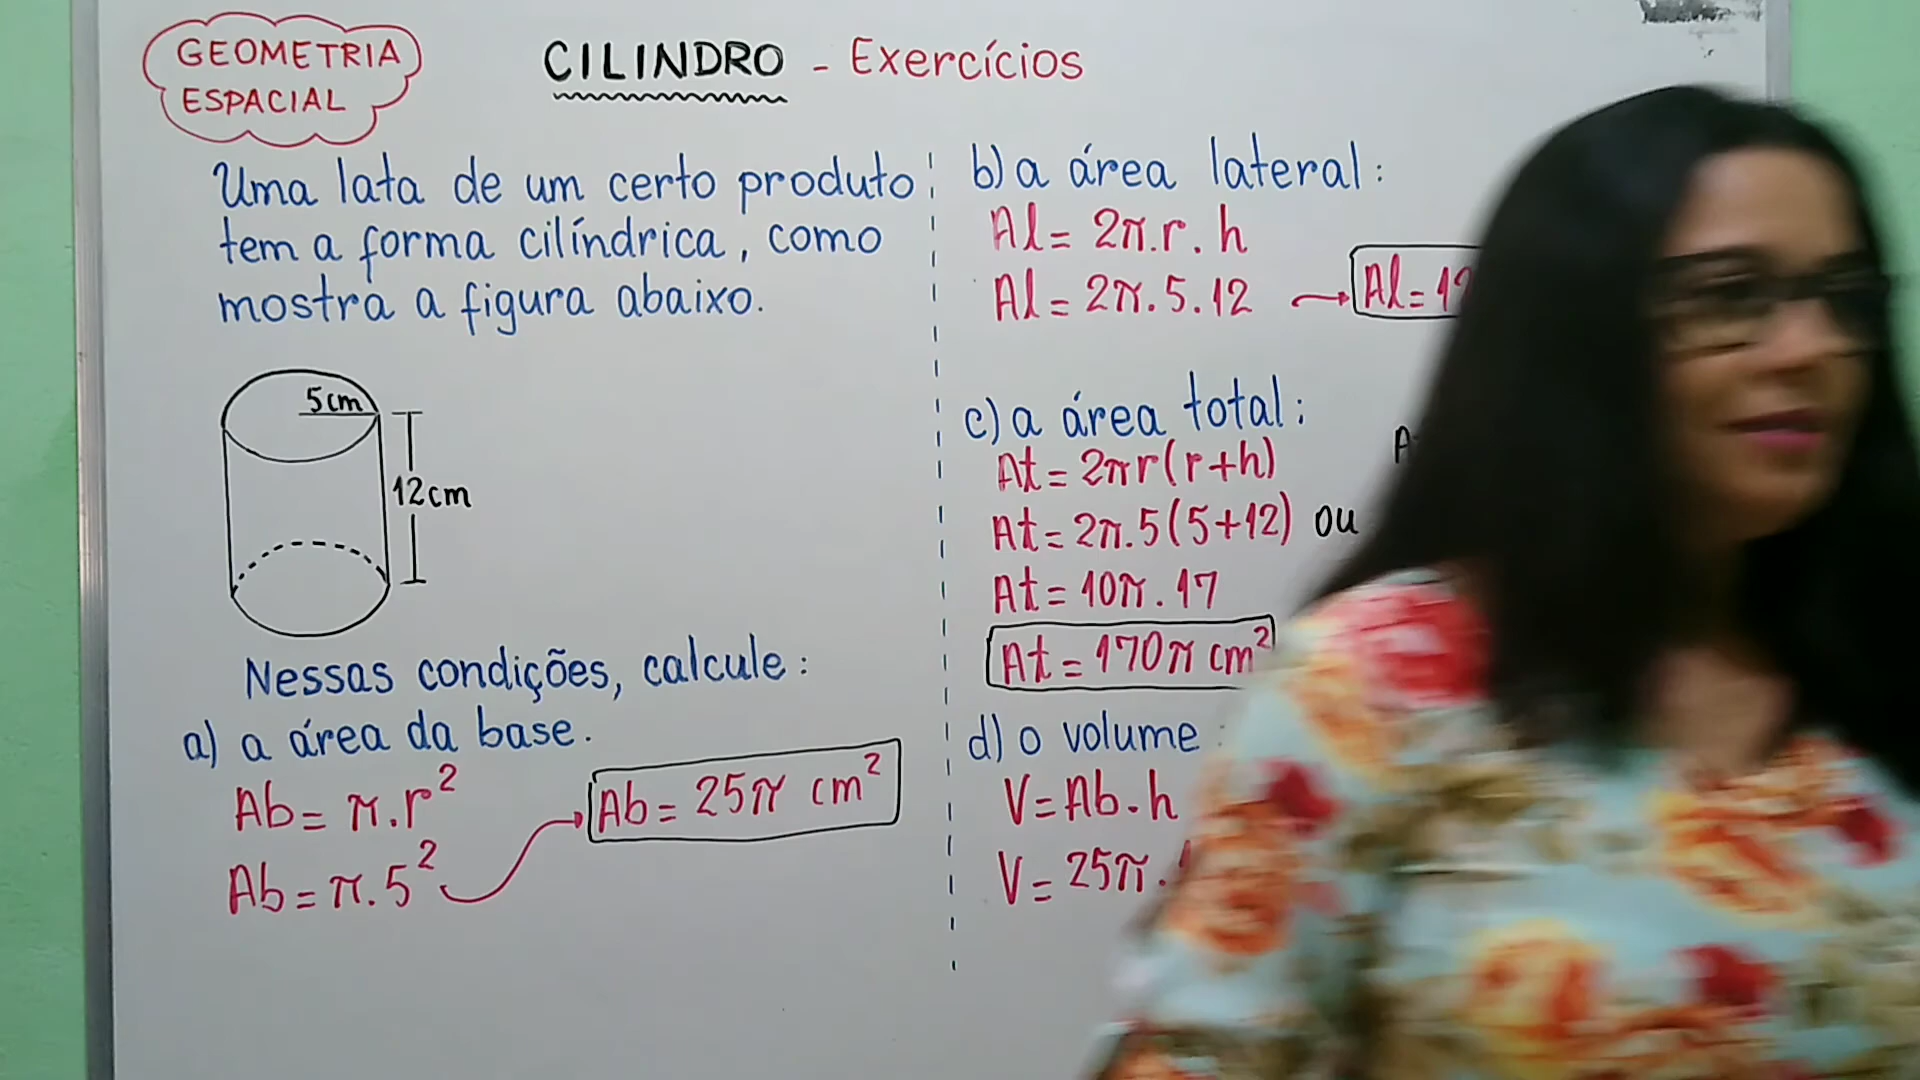 GEOMETRIA
ESPACIAL
CILINDRO - Exercícios
Uma lata de um certo produto
tem a forma cilíndrica, como
mostra a figura abaixo.
5cm
12cm
Nessas condições, calcule:
a) a área da base.
Ab = π.r²
Ab = π.5²
Ab = 25π cm²
b) a área lateral:
Al = 2π.r.h
Al = 2π.5.12
Al = 12
c) a área total:
At = 2πr(r+h)
At = 2π.5(5+12) ou
At = 10π.17
At = 170π cm²
d) o volume:
V = Ab.h
V = 25π.